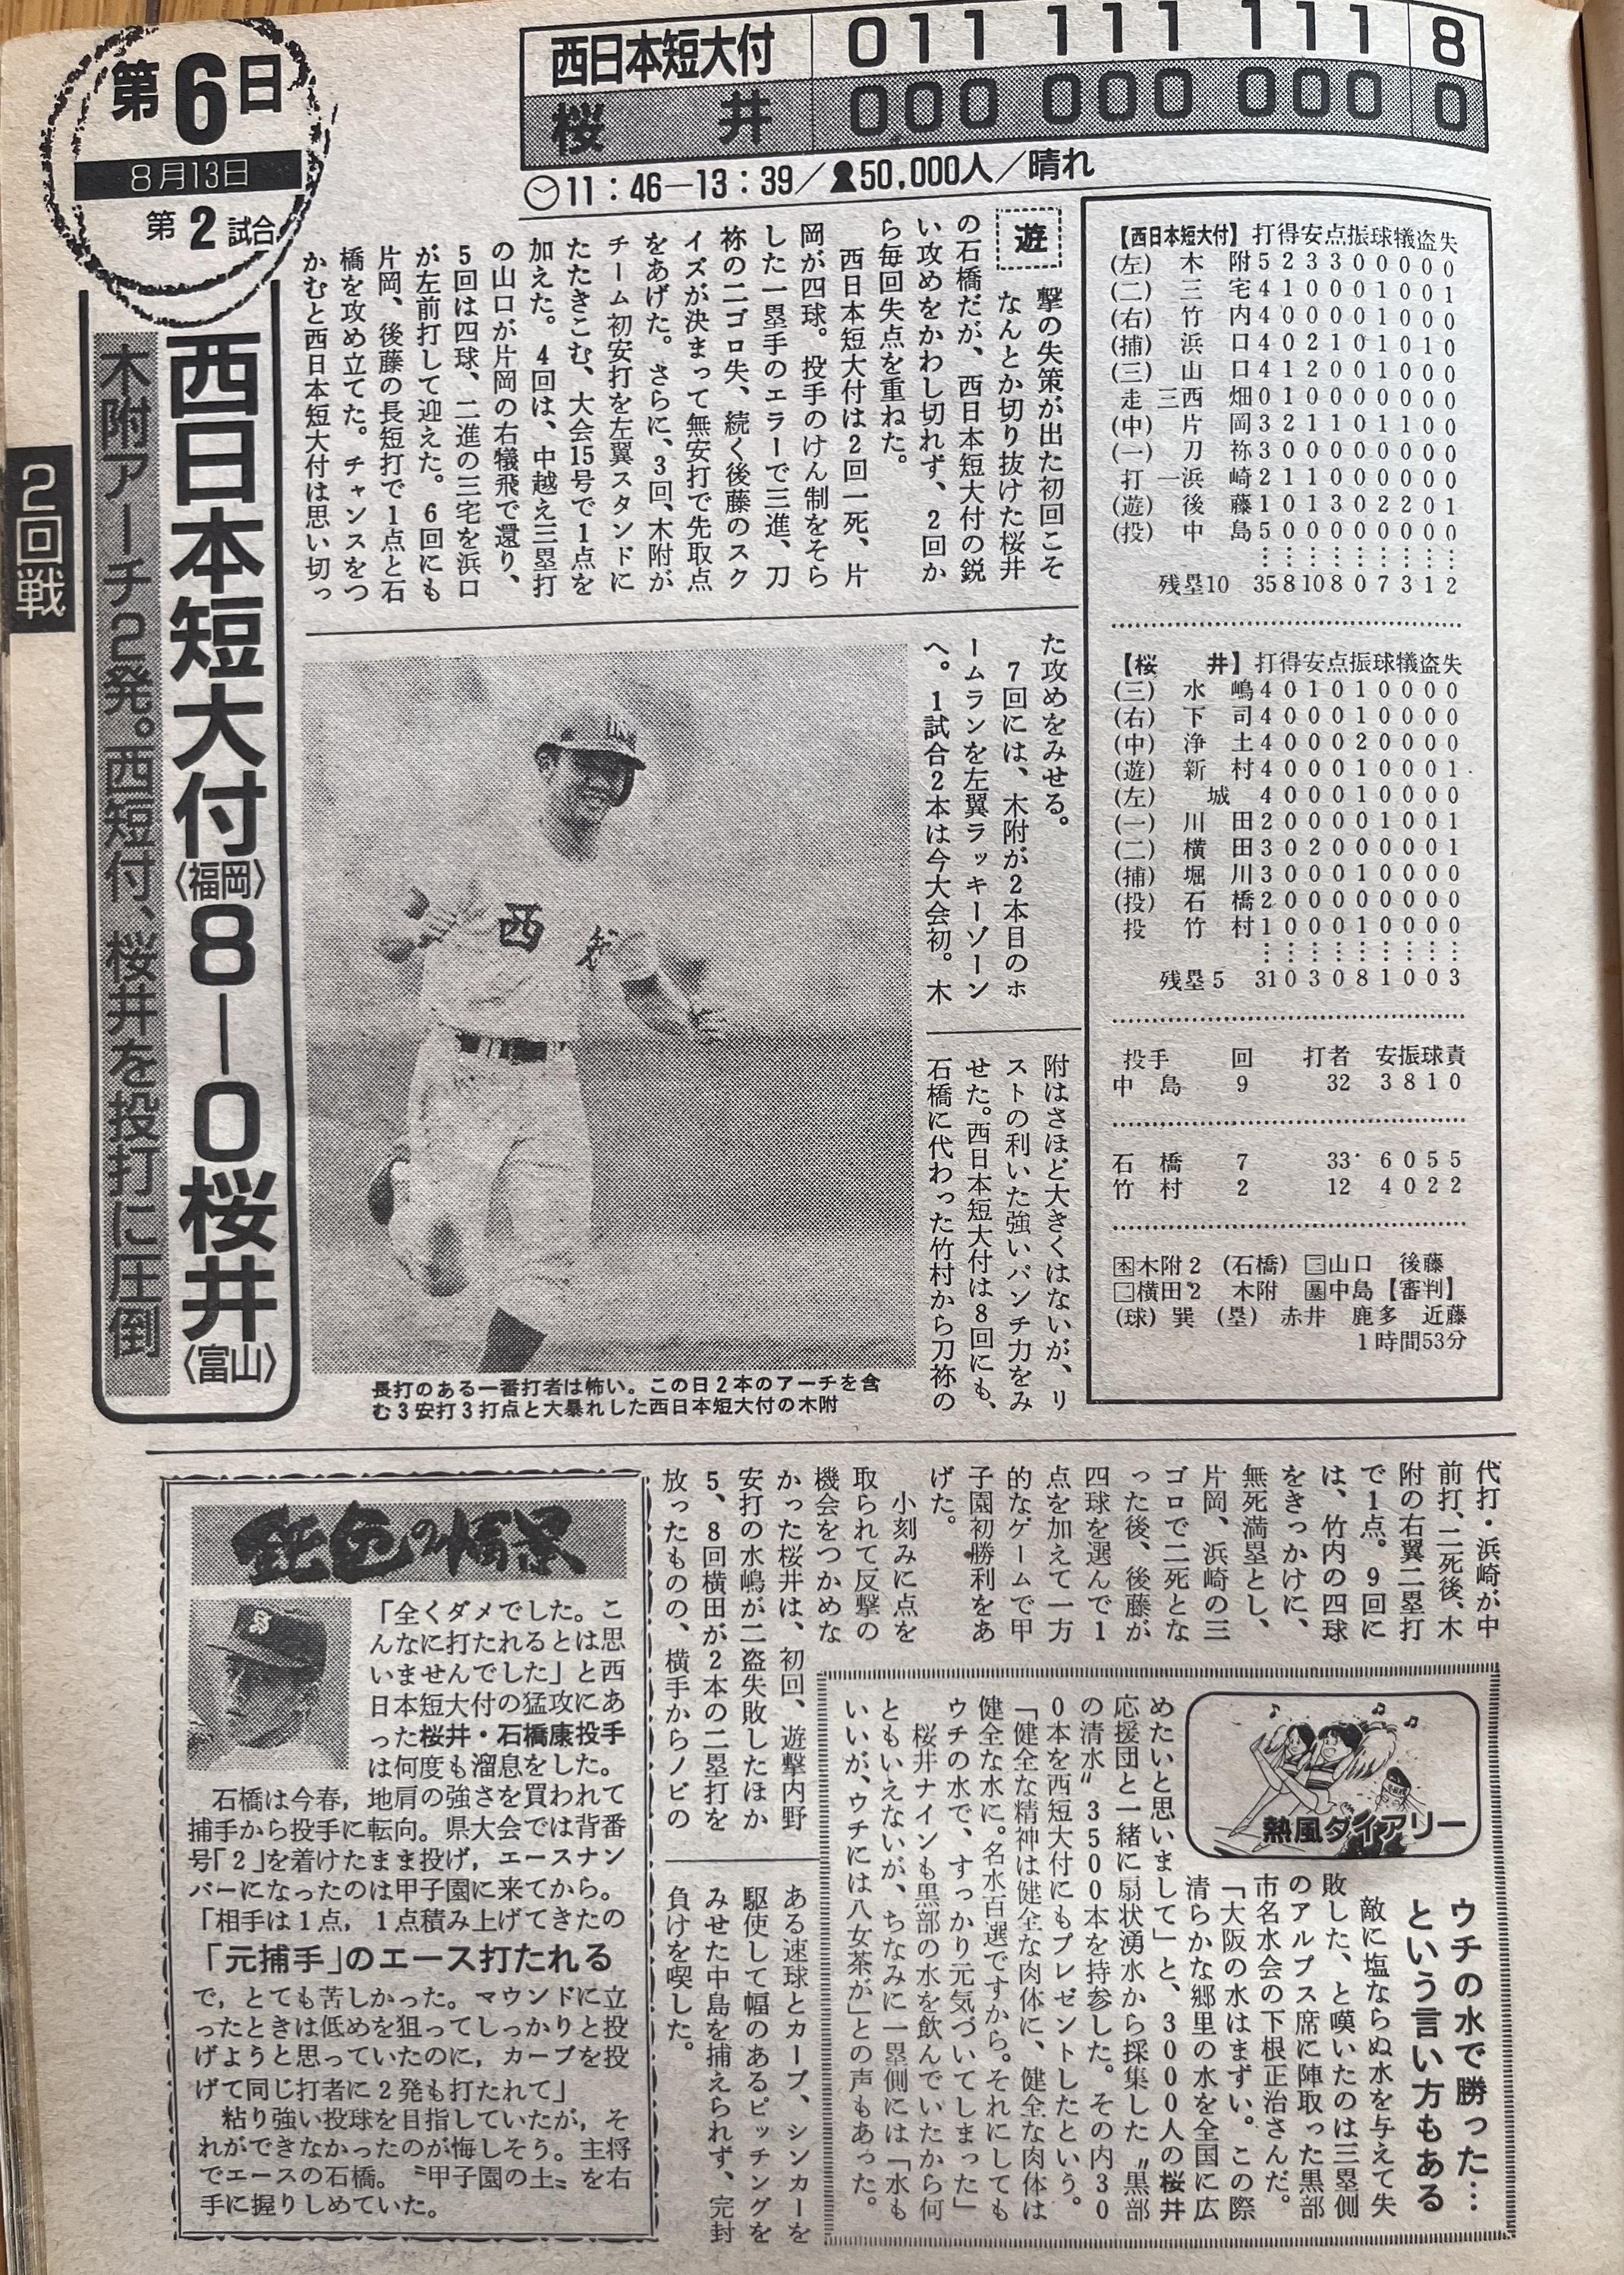 第6日
8月13日
第2試合
西日本短大付 011 111 111 8
桜井 000 000 000 0
11：46—13：39／50,000人／晴れ
2回戦
西日本短大付〈福岡〉8—0桜井〈富山〉
木附アーチ2発。西短付、桜井を投打に圧倒
遊撃の失策が出た初回こそ
なんとか切り抜けた桜井
の石橋だが、西日本短大付の鋭
い攻めをかわし切れず、2回か
ら毎回失点を重ねた。
西日本短大付は2回一死、片
岡が四球。投手のけん制をそら
した一塁手のエラーで三進、刀
祢の二ゴロ失、続く後藤のスク
イズが決まって無安打で先取点
をあげた。さらに、3回、木附が
チーム初安打を左翼スタンドに
たたきこむ、大会15号で1点を
加えた。4回は、中越え三塁打
の山口が片岡の右犠飛で還り、
5回は四球、二進の三宅を浜口
が左前打して迎えた。6回にも
片岡、後藤の長短打で1点と石
橋を攻め立てた。チャンスをつ
かむと西日本短大付は思い切っ
た攻めをみせる。
7回には、木附が2本目のホ
ームランを左翼ラッキーゾーン
へ。1試合2本は今大会初。木
附はさほど大きくはないが、リ
ストの利いた強いパンチ力をみ
せた。西日本短大付は8回にも、
石橋に代わった竹村から刀祢の
代打・浜崎が中
前打、二死後、木
附の右翼二塁打
で1点。9回に
は、竹内の四球
をきっかけに、
無死満塁とし、
片岡、浜崎の三
ゴロで二死とな
った後、後藤が
四球を選んで1
点を加えて一方
的なゲームで甲
子園初勝利をあ
げた。
小刻みに点を
取られて反撃の
機会をつかめな
かった桜井は、初回、遊撃内野
安打の水嶋が二盗失敗したほか
5、8回横田が2本の二塁打を
放ったものの、横手からノビの
ある速球とカーブ、シンカーを
駆使して幅のあるピッチングを
みせた中島を捕えられず、完封
負けを喫した。
長打のある一番打者は怖い。この日2本のアーチを含
む3安打3打点と大暴れした西日本短大付の木附
【西日本短大付】打得安点振球犠盗失
(左) 木附 5 2 3 3 0 0 0 0 0
(二) 三宅 4 1 0 0 0 1 0 0 1
(右) 竹内 4 0 0 0 0 1 0 0 0
(捕) 浜口 4 0 2 1 0 1 0 1 0
(三) 山口 4 1 2 0 0 1 0 0 0
走三 西畑 0 1 0 0 0 0 0 0 0
(中) 片岡 3 2 1 1 0 1 1 0 0
(一) 刀祢 3 0 0 0 0 0 0 0 0
打一 浜崎 2 1 1 0 0 0 0 0 0
(遊) 後藤 1 0 1 3 0 2 2 0 1
(投) 中島 5 0 0 0 0 0 0 0 0
残塁10 35 8 10 8 0 7 3 1 2
【桜井】打得安点振球犠盗失
(三) 水嶋 4 0 1 0 1 0 0 0 0
(右) 下司 4 0 0 0 1 0 0 0 0
(中) 浄土 4 0 0 0 2 0 0 0 0
(遊) 新村 4 0 0 0 1 0 0 0 1
(左) 城 4 0 0 0 1 0 0 0 0
(一) 川田 2 0 0 0 0 1 0 0 1
(二) 横田 3 0 2 0 0 0 0 0 1
(捕) 堀川 3 0 0 0 1 0 0 0 0
(投) 石橋 2 0 0 0 0 0 0 0 0
投 竹村 1 0 0 0 1 0 0 0 0
残塁5 31 0 3 0 8 1 0 0 3
投手 回 打者 安振球責
中島 9 32 3 8 1 0
石橋 7 33 6 0 5 5
竹村 2 12 4 0 2 2
本木附2（石橋）三山口 後藤
二横田2 木附 暴中島【審判】
(球)巽 (塁)赤井 鹿多 近藤
1時間53分
熱風ダイアリー
ウチの水で勝った…
という言い方もある
敵に塩ならぬ水を与えて失
敗した、と嘆いたのは三塁側
のアルプス席に陣取った黒部
市名水会の下根正治さんだ。
「大阪の水はまずい。この際
清らかな郷里の水を全国に広
めたいと思いまして」と、3000人の桜井
応援団と一緒に扇状湧水から採集した〝黒部
の清水〟3500本を持参した。その内30
0本を西短大付にもプレゼントしたという。
「健全な精神は健全な肉体に、健全な肉体は
健全な水に。名水百選ですから。それにしても
ウチの水で、すっかり元気づいてしまった」
桜井ナインも黒部の水を飲んでいたから何
ともいえないが、ちなみに一塁側には「水も
いいが、ウチには八女茶が」との声もあった。
鈍色の情景
「全くダメでした。こ
んなに打たれるとは思
いませんでした」と西
日本短大付の猛攻にあ
った桜井・石橋康投手
は何度も溜息をした。
石橋は今春，地肩の強さを買われて
捕手から投手に転向。県大会では背番
号「2」を着けたまま投げ，エースナン
バーになったのは甲子園に来てから。
「相手は1点，1点積み上げてきたの
「元捕手」のエース打たれる
で，とても苦しかった。マウンドに立
ったときは低めを狙ってしっかりと投
げようと思っていたのに，カーブを投
げて同じ打者に2発も打たれて」
粘り強い投球を目指していたが，そ
れができなかったのが悔しそう。主将
でエースの石橋。〝甲子園の土〟を右
手に握りしめていた。